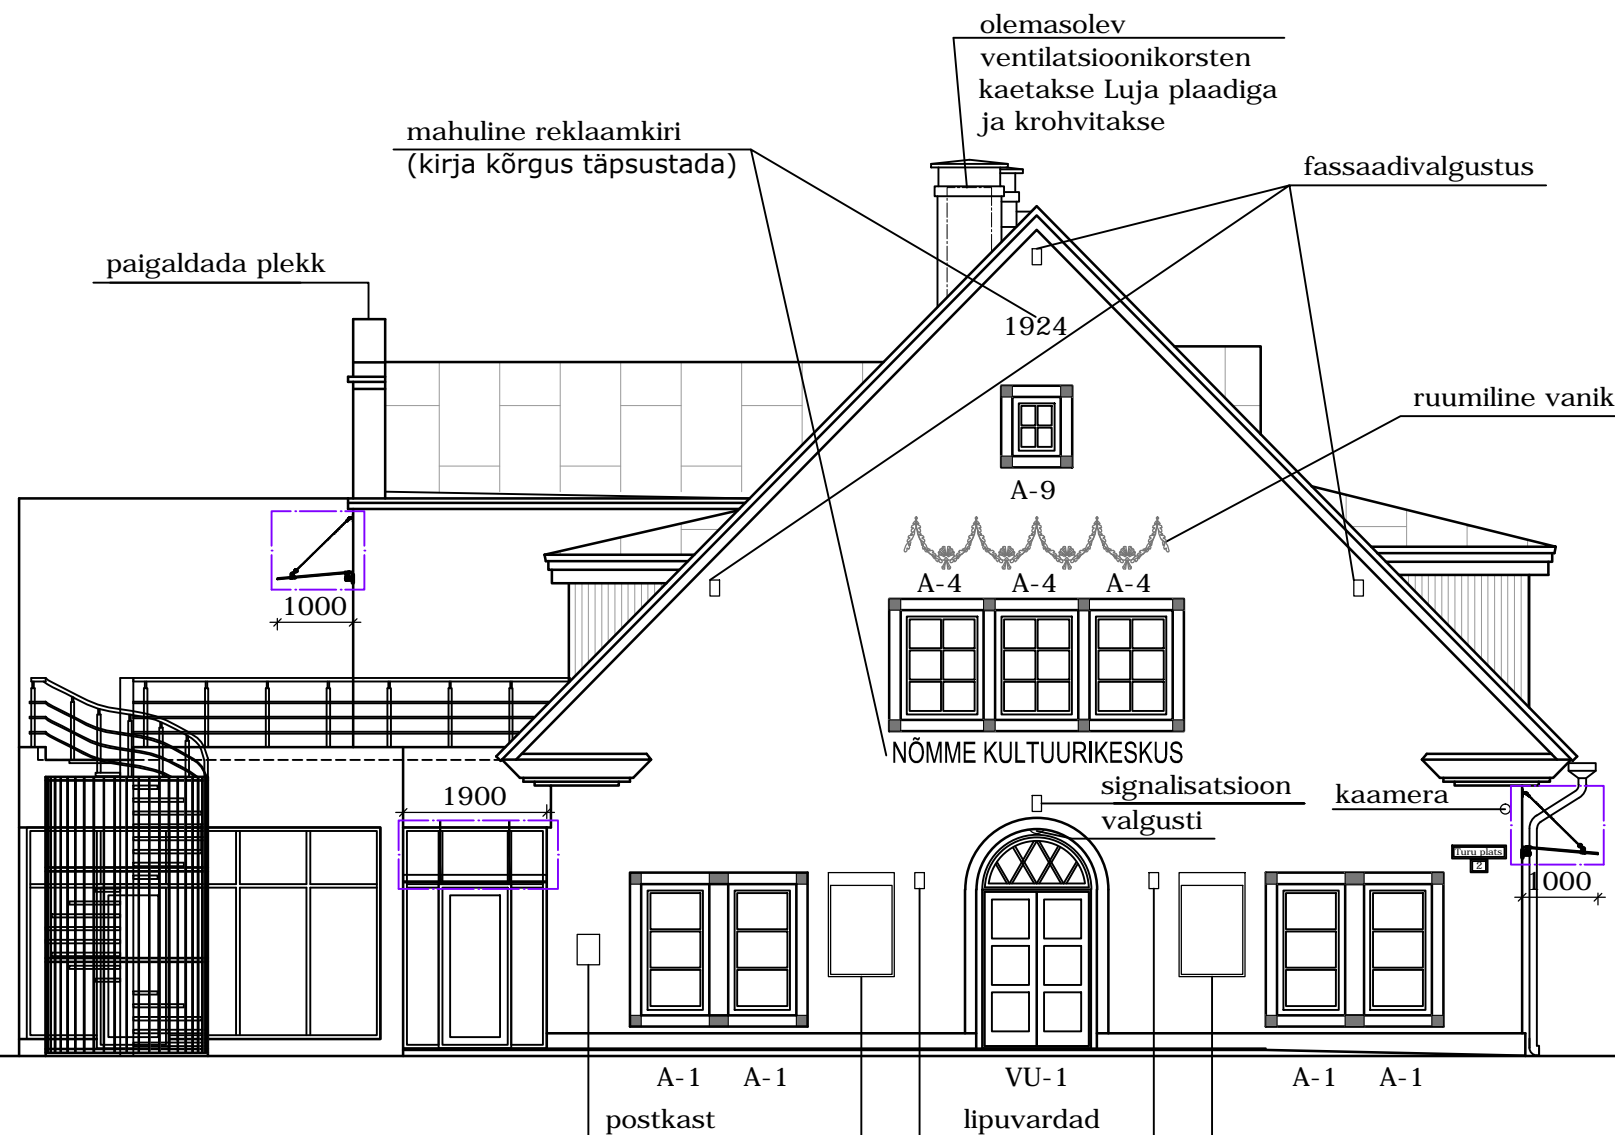 olemasolev
ventilatsioonikorsten
kaetakse Luja plaadiga
ja krohvitakse
mahuline reklaamkiri
(kirja kõrgus täpsustada)
fassaadivalgustus
paigaldada plekk
1924
ruumiline vanik
A-9
A-4 A-4 A-4
1000
NÕMME KULTUURIKESKUS
signalisatsioon
valgusti
kaamera
1900
Turu plats
2
1000
A-1 A-1 VU-1 A-1 A-1
postkast lipuvardad